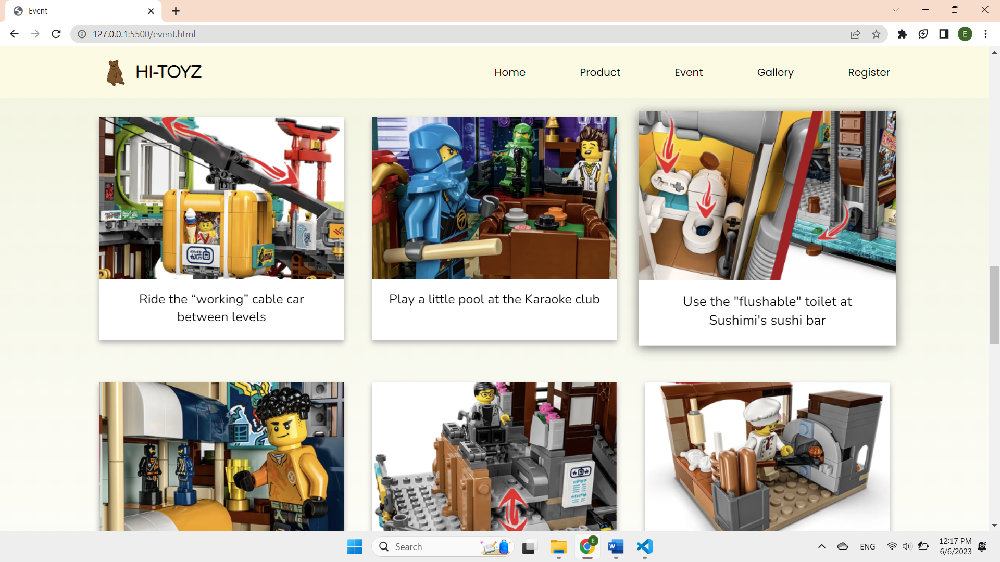 Event
127.0.0.1:5500/event.html
E
HI-TOYZ
Home
Product
Event
Gallery
Register
Ride the “working” cable car
between levels
Play a little pool at the Karaoke club
Use the "flushable" toilet at
Sushimi's sushi bar
Search
E
W
ENG
12:17 PM
6/6/2023